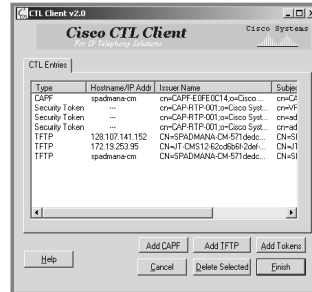 CTL Client v2.0
Cisco CTL Client
For IP Telephony Solutions
Cisco Systems
CTL Entries
Type Hostname/IP Addr Issuer Name Subjec
CAPF spadmana-cm cn=CAPF-E0FE0C14;o=Cisco ... cn=CA
Security Token --- cn=CAP-RTP-001;o=Cisco Syst... cn=VF
Security Token --- cn=CAP-RTP-001;o=Cisco Syst... cn=ad
Security Token --- cn=CAP-RTP-001;o=Cisco Syst... cn=ad
TFTP 128.107.141.152 CN=SPADMANA-CM-571dedc... CN=SI
TFTP 172.19.253.95 CN=JT-CMS12-62cd6b6f-2def-... CN=J
TFTP spadmana-cm CN=SPADMANA-CM-571dedc... CN=SI
Add CAPF Add TFTP Add Tokens
Help Cancel Delete Selected Finish